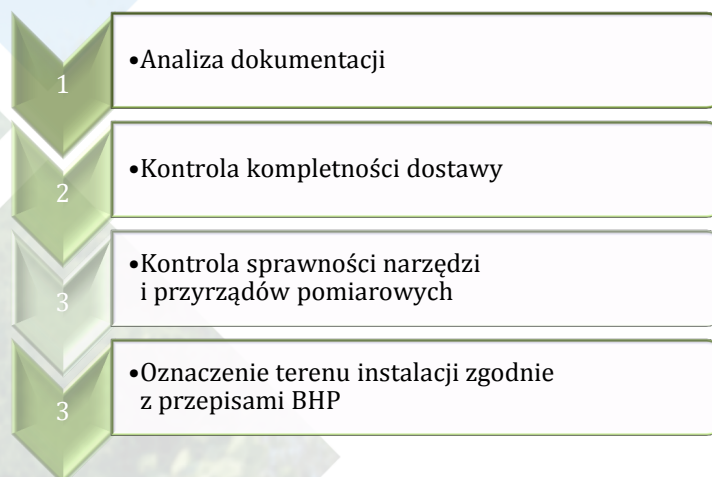 1
•Analiza dokumentacji
2
•Kontrola kompletności dostawy
3
•Kontrola sprawności narzędzi
i przyrządów pomiarowych
3
•Oznaczenie terenu instalacji zgodnie
z przepisami BHP